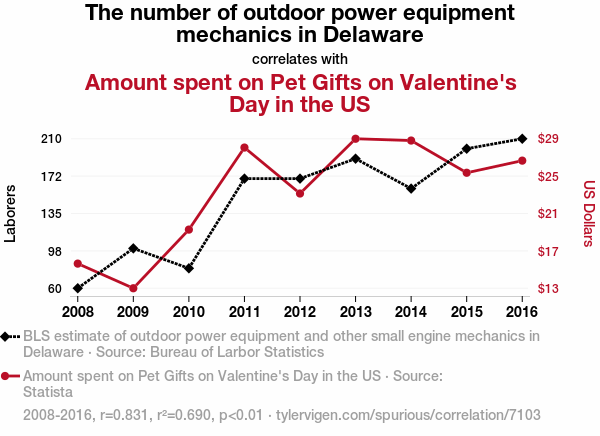 The number of outdoor power equipment
mechanics in Delaware
correlates with
Amount spent on Pet Gifts on Valentine's
Day in the US
210
172
135
98
60
Laborers
$29
$25
$21
$17
$13
US Dollars
2008 2009 2010 2011 2012 2013 2014 2015 2016
BLS estimate of outdoor power equipment and other small engine mechanics in
Delaware · Source: Bureau of Larbor Statistics
Amount spent on Pet Gifts on Valentine's Day in the US · Source:
Statista
2008-2016, r=0.831, r²=0.690, p<0.01 · tylervigen.com/spurious/correlation/7103